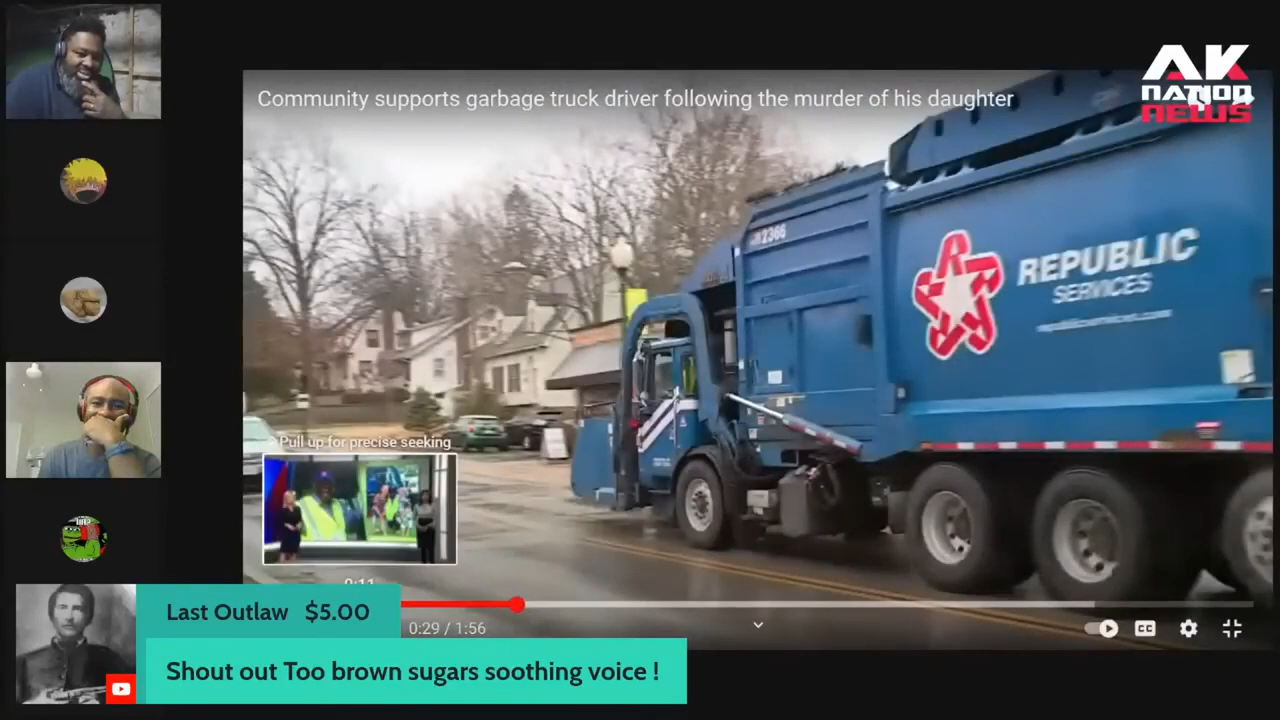 Community supports garbage truck driver following the murder of his daughter
AK
NATION
NEWS
2366
REPUBLIC
SERVICES
Pull up for precise seeking
0:11
0:29 / 1:56
CC
Last Outlaw $5.00
Shout out Too brown sugars soothing voice !